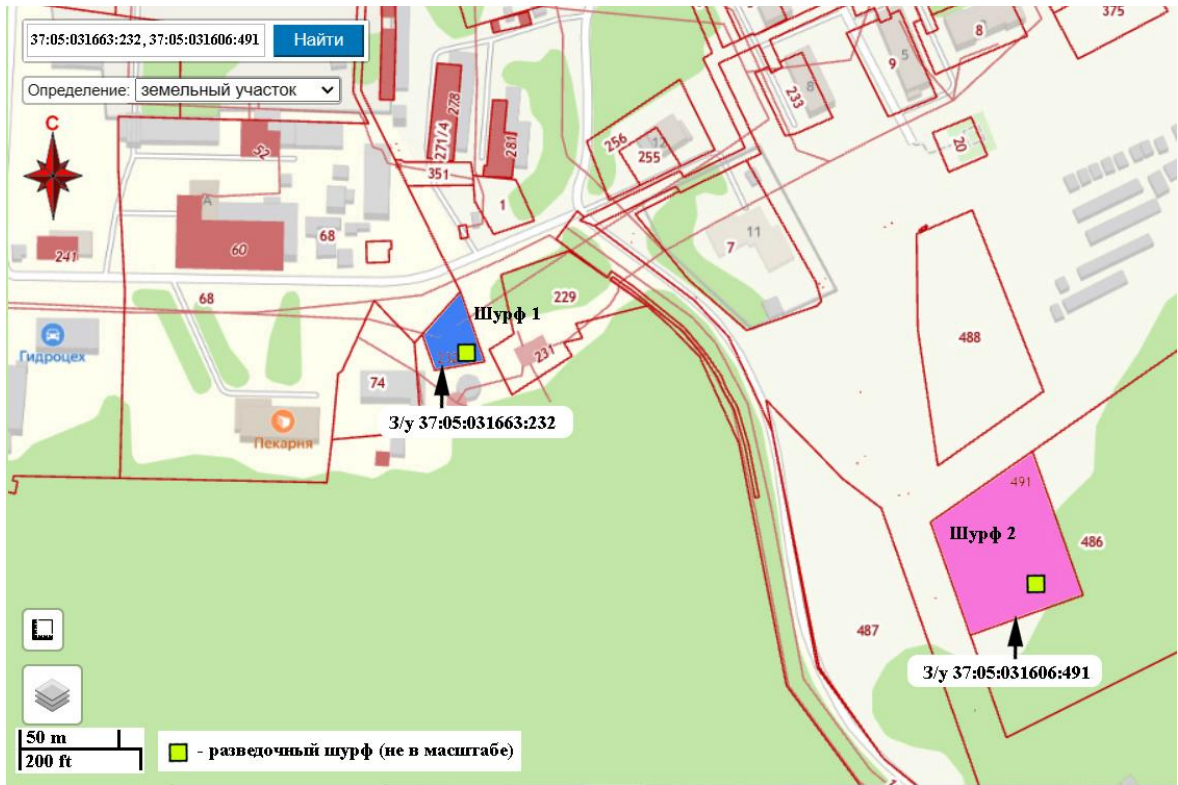 37:05:031663:232, 37:05:031606:491
Найти
Определение: земельный участок
С
375
8
5
9
8
233
20
278
271/4
281
351
1
256
255
12
52
А
60
68
241
68
7
11
229
231
Шурф 1
Гидроцех
74
Пекарня
З/у 37:05:031663:232
488
491
Шурф 2
486
487
З/у 37:05:031606:491
50 m
200 ft
- разведочный шурф (не в масштабе)